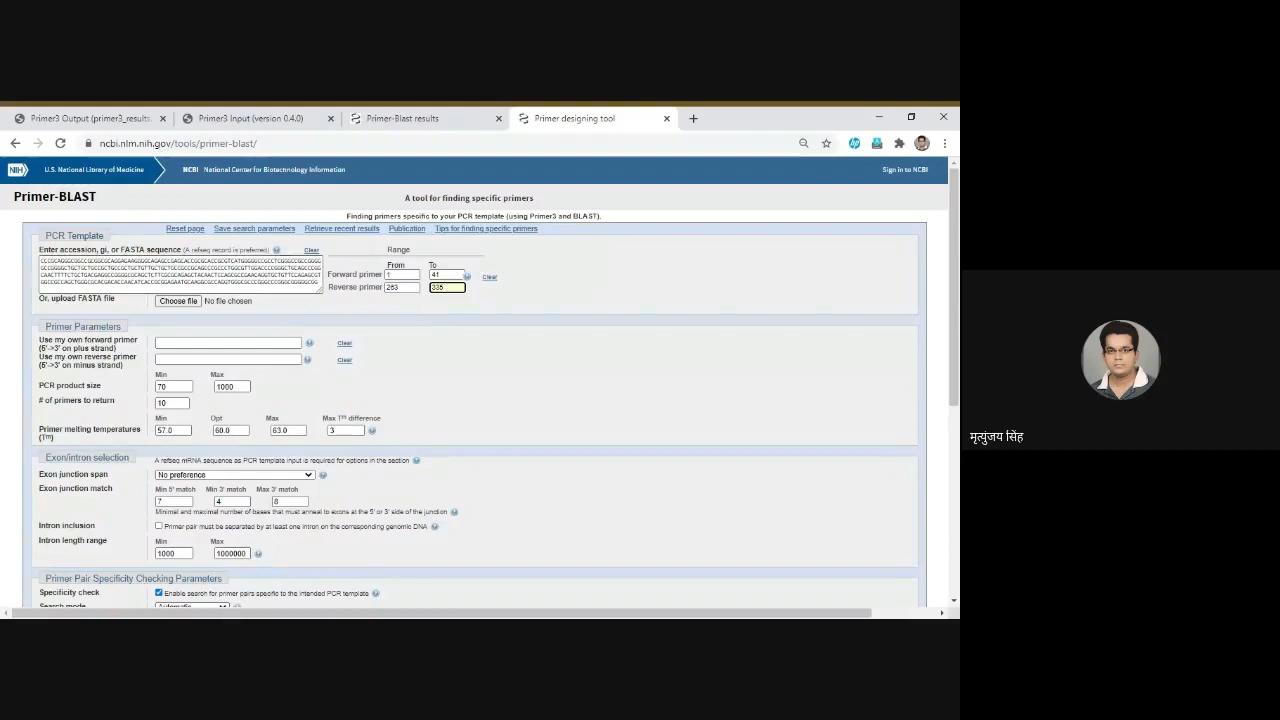 Primer3 Output (primer3_results.
Primer3 Input (version 0.4.0)
Primer-Blast results
Primer designing tool
ncbi.nlm.nih.gov/tools/primer-blast/
NIH
U.S. National Library of Medicine
NCBI National Center for Biotechnology Information
Sign in to NCBI
Primer-BLAST
A tool for finding specific primers
Finding primers specific to your PCR template (using Primer3 and BLAST).
Reset page Save search parameters Retrieve recent results Publication Tips for finding specific primers
PCR Template
Enter accession, gi, or FASTA sequence (A refseq record is preferred) Clear
Range
From To
Forward primer 1 41 Clear
Reverse primer 263 335
Or, upload FASTA file Choose file No file chosen
Primer Parameters
Use my own forward primer (5'->3' on plus strand) Clear
Use my own reverse primer (5'->3' on minus strand) Clear
Min Max
PCR product size 70 1000
# of primers to return 10
Min Opt Max Max Tm difference
Primer melting temperatures (Tm) 57.0 60.0 63.0 3
Exon/intron selection
A refseq mRNA sequence as PCR template input is required for options in the section
Exon junction span No preference
Exon junction match Min 5' match Min 3' match Max 3' match
7 4 8
Minimal and maximal number of bases that must anneal to exons at the 5' or 3' side of the junction
Intron inclusion Primer pair must be separated by at least one intron on the corresponding genomic DNA
Intron length range Min Max
1000 1000000
Primer Pair Specificity Checking Parameters
Specificity check Enable search for primer pairs specific to the intended PCR template
Search mode Automatic
मृत्युंजय सिंह